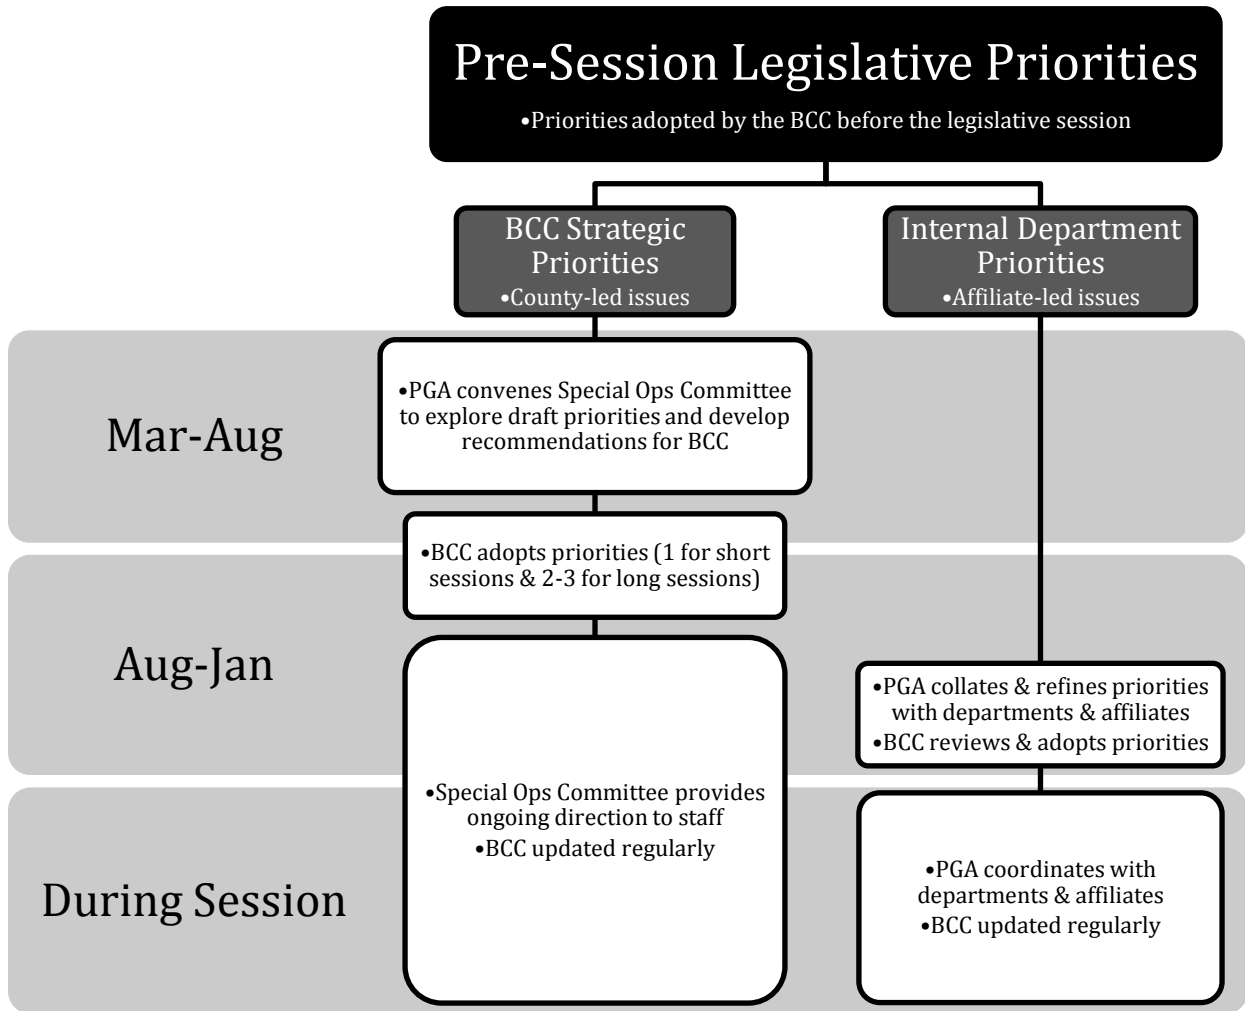 Pre-Session Legislative Priorities
•Priorities adopted by the BCC before the legislative session
BCC Strategic
Priorities
•County-led issues
Internal Department
Priorities
•Affiliate-led issues
Mar-Aug
•PGA convenes Special Ops Committee
to explore draft priorities and develop
recommendations for BCC
•BCC adopts priorities (1 for short
sessions & 2-3 for long sessions)
Aug-Jan
•PGA collates & refines priorities
with departments & affiliates
•BCC reviews & adopts priorities
•Special Ops Committee provides
ongoing direction to staff
•BCC updated regularly
During Session
•PGA coordinates with
departments & affiliates
•BCC updated regularly